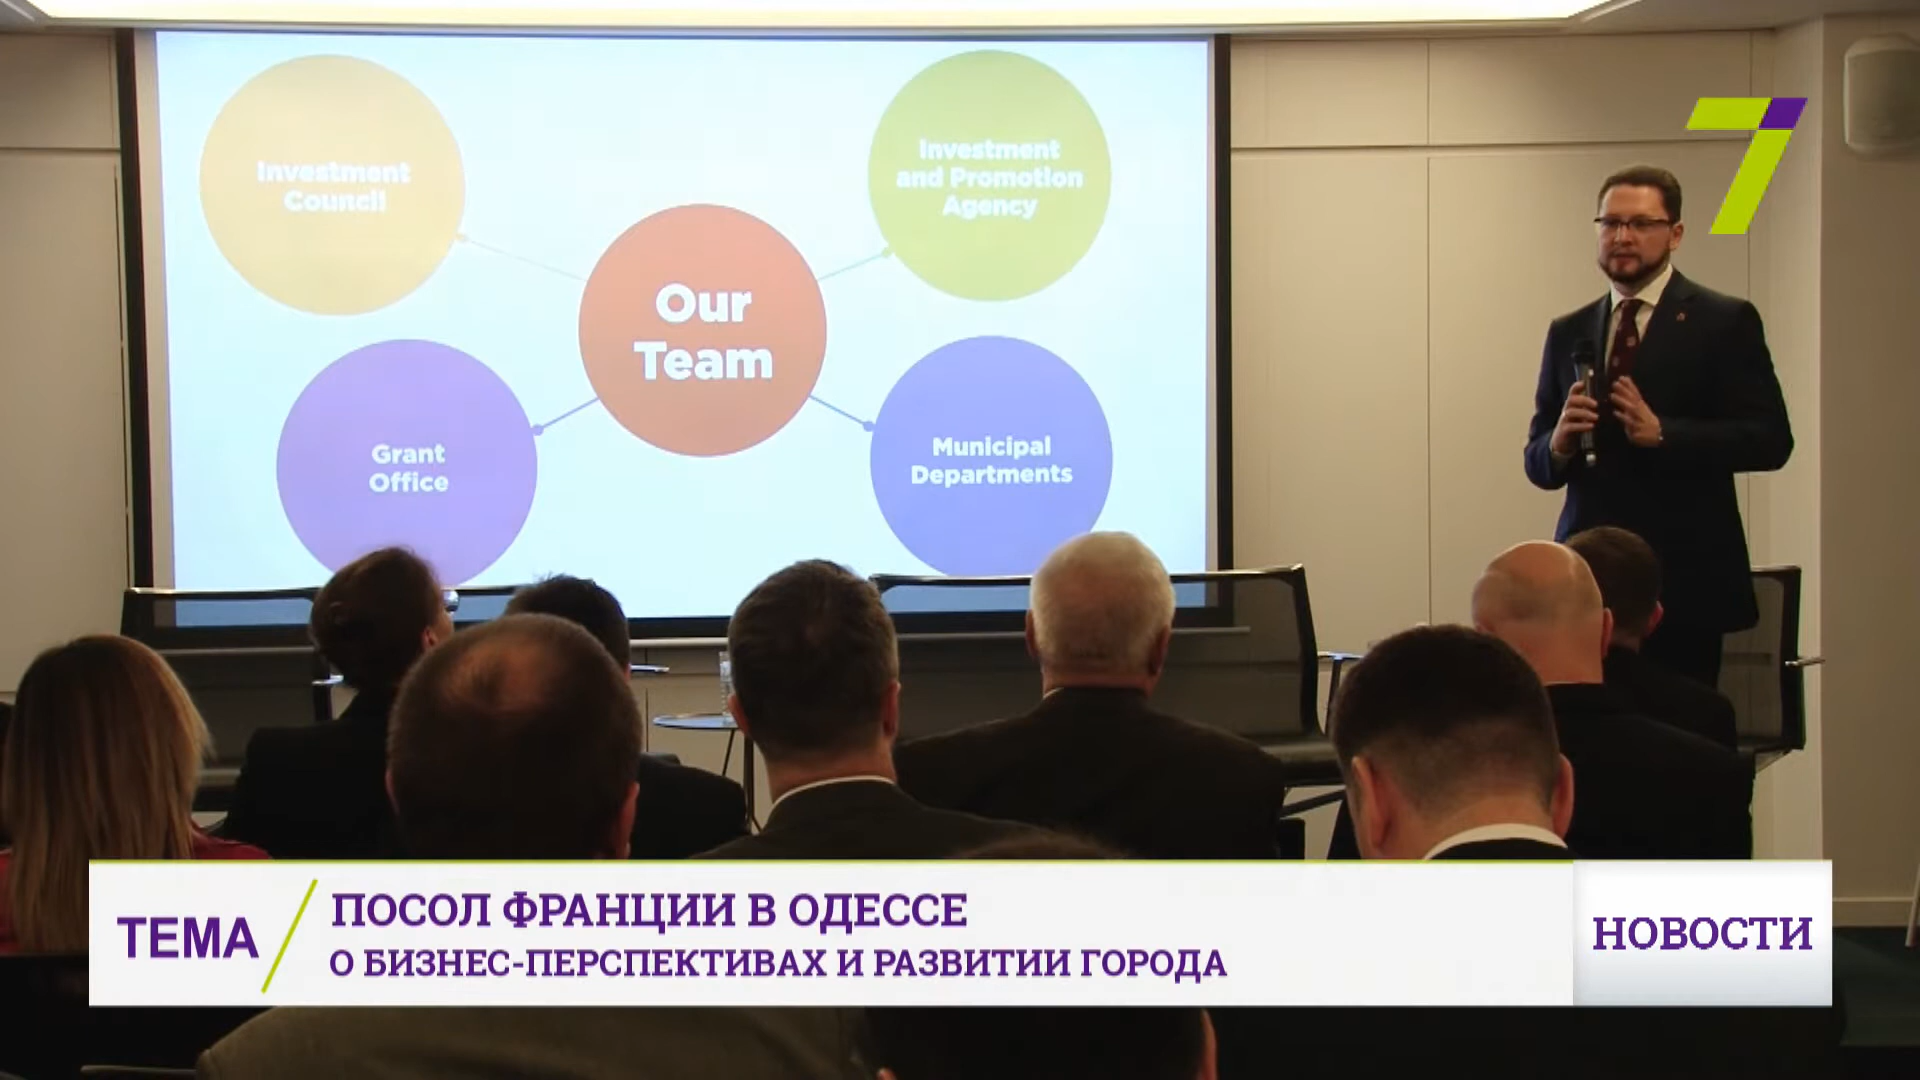 Investment
Council
Investment
and Promotion
Agency
Our
Team
Grant
Office
Municipal
Departments
7
ТЕМА
ПОСОЛ ФРАНЦИИ В ОДЕССЕ
О БИЗНЕС-ПЕРСПЕКТИВАХ И РАЗВИТИИ ГОРОДА
НОВОСТИ